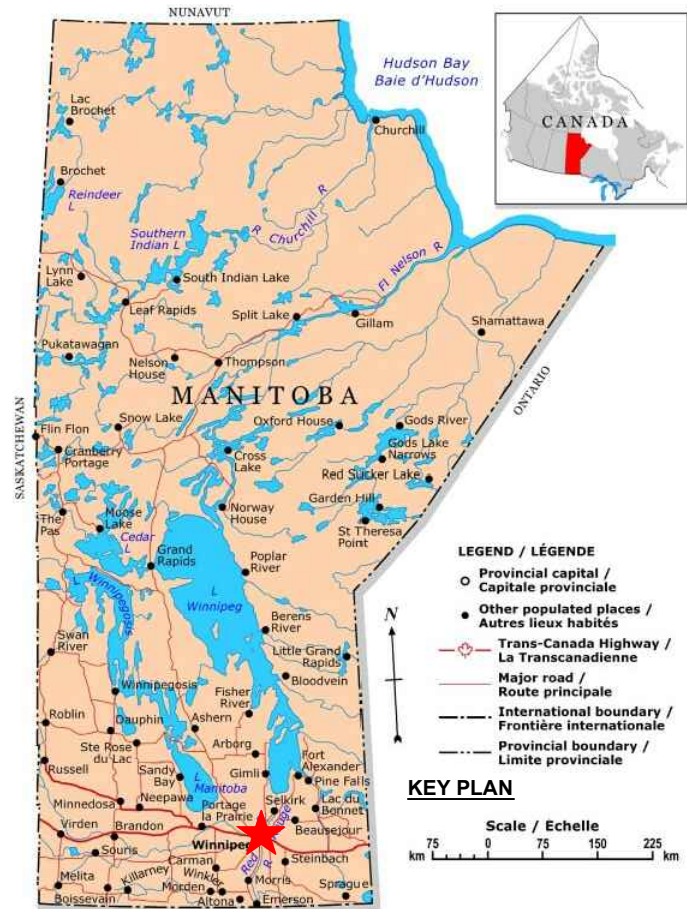 NUNAVUT
Hudson Bay
Baie d'Hudson
CANADA
Lac
Brochet
Churchill
Brochet
Reindeer
L
R Churchill R
Southern
Indian L
Lynn
Lake
South Indian Lake
Fl Nelson R
Leaf Rapids
Split Lake
Gillam
Shamattawa
Pukatawagan
Nelson
House
Thompson
MANITOBA
ONTARIO
SASKATCHEWAN
Snow Lake
Oxford House
Gods River
Flin Flon
Cranberry
Portage
Cross
Lake
Gods Lake
Narrows
Red Sucker Lake
Garden Hill
The
Pas
Moose
Lake
Norway
House
St Theresa
Point
Cedar
L
Grand
Rapids
Poplar
River
L Winnipegosis
L
Winnipeg
Swan
River
Berens
River
Little Grand
Rapids
Bloodvein
Winnipegosis
Fisher
River
Roblin
Dauphin
Ashern
Ste Rose
du Lac
Arborg
Fort
Alexander
Russell
Sandy
Bay
L
Manitoba
Gimli
Pine Falls
Minnedosa
Neepawa
Portage
la Prairie
Selkirk
Lac du
Bonnet
Virden
Brandon
Beausejour
Souris
Winnipeg
Red
R
Carman
Steinbach
Melita
Killarney
Winkler
Morris
Boissevain
Morden
Altona
Emerson
Sprague
LEGEND / LÉGENDE
Provincial capital /
Capitale provinciale
Other populated places /
Autres lieux habités
Trans-Canada Highway /
La Transcanadienne
Major road /
Route principale
International boundary /
Frontière internationale
Provincial boundary /
Limite provinciale
N
KEY PLAN
Scale / Échelle
75 0 75 150 225
km km